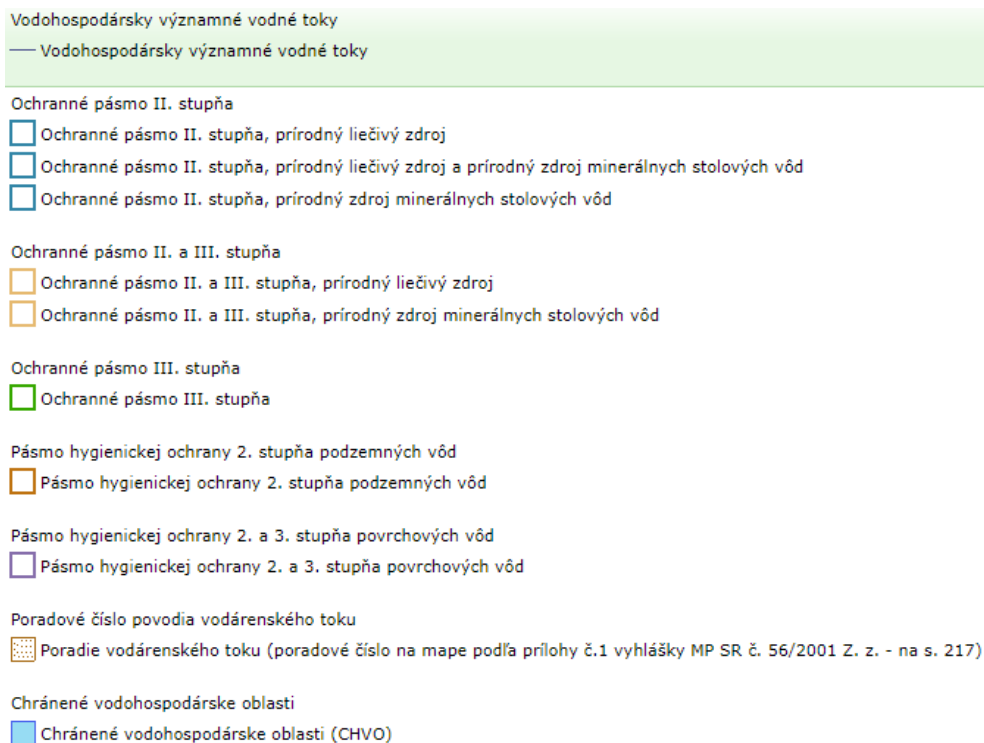 Vodohospodársky významné vodné toky
Vodohospodársky významné vodné toky
Ochranné pásmo II. stupňa
Ochranné pásmo II. stupňa, prírodný liečivý zdroj
Ochranné pásmo II. stupňa, prírodný liečivý zdroj a prírodný zdroj minerálnych stolových vôd
Ochranné pásmo II. stupňa, prírodný zdroj minerálnych stolových vôd
Ochranné pásmo II. a III. stupňa
Ochranné pásmo II. a III. stupňa, prírodný liečivý zdroj
Ochranné pásmo II. a III. stupňa, prírodný zdroj minerálnych stolových vôd
Ochranné pásmo III. stupňa
Ochranné pásmo III. stupňa
Pásmo hygienickej ochrany 2. stupňa podzemných vôd
Pásmo hygienickej ochrany 2. stupňa podzemných vôd
Pásmo hygienickej ochrany 2. a 3. stupňa povrchových vôd
Pásmo hygienickej ochrany 2. a 3. stupňa povrchových vôd
Poradové číslo povodia vodárenského toku
Poradie vodárenského toku (poradové číslo na mape podľa prílohy č.1 vyhlášky MP SR č. 56/2001 Z. z. - na s. 217)
Chránené vodohospodárske oblasti
Chránené vodohospodárske oblasti (CHVO)